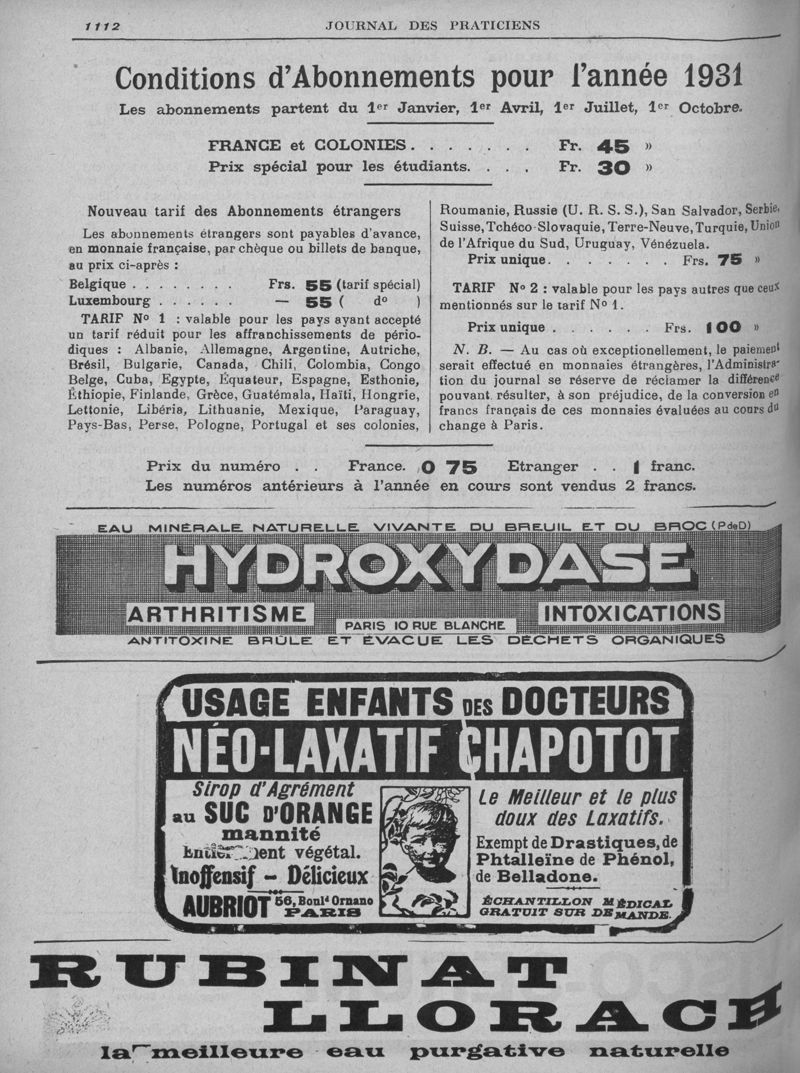 1112
JOURNAL DES PRATICIENS
Conditions d'Abonnements pour l'année 1931
Les abonnements partent du 1er Janvier, 1er Avril, 1er Juillet, 1er Octobre.
FRANCE et COLONIES. . . . . . . Fr. 45 »
Prix spécial pour les étudiants. . . . Fr. 30 »
Nouveau tarif des Abonnements étrangers
Les abonnements étrangers sont payables d'avance,
en monnaie française, par chèque ou billets de banque,
au prix ci-après :
Belgique . . . . . . . . Frs. 55 (tarif spécial)
Luxembourg . . . . . . — 55 ( do )
TARIF No 1 : valable pour les pays ayant accepté
un tarif réduit pour les affranchissements de pério-
diques : Albanie, Allemagne, Argentine, Autriche,
Brésil, Bulgarie, Canada, Chili, Colombia, Congo
Belge, Cuba, Egypte, Équateur, Espagne, Esthonie,
Éthiopie, Finlande, Grèce, Guatémala, Haïti, Hongrie,
Lettonie, Libéria, Lithuanie, Mexique, Paraguay,
Pays-Bas, Perse, Pologne, Portugal et ses colonies,
Roumanie, Russie (U. R. S. S.), San Salvador, Serbie,
Suisse, Tchéco-Slovaquie, Terre-Neuve, Turquie, Union
de l'Afrique du Sud, Uruguay, Vénézuela.
Prix unique. . . . . . . Frs. 75 »
TARIF No 2 : valable pour les pays autres que ceux
mentionnés sur le tarif No 1.
Prix unique . . . . . . Frs. 100 »
N. B. — Au cas où exceptionellement, le paiement
serait effectué en monnaies étrangères, l'Administra-
tion du journal se réserve de réclamer la différence
pouvant résulter, à son préjudice, de la conversion en
francs français de ces monnaies évaluées au cours du
change à Paris.
Prix du numéro . . France. 0 75 Etranger . . 1 franc.
Les numéros antérieurs à l'année en cours sont vendus 2 francs.
EAU MINÉRALE NATURELLE VIVANTE DU BREUIL ET DU BROC (P de D)
HYDROXYDASE
ARTHRITISME
PARIS 10 RUE BLANCHE
INTOXICATIONS
ANTITOXINE BRÛLE ET ÉVACUE LES DÉCHETS ORGANIQUES
USAGE ENFANTS DES DOCTEURS
NÉO-LAXATIF CHAPOTOT
Sirop d'Agrément
au SUC D'ORANGE
mannité
Entièrement végétal.
Inoffensif – Délicieux
AUBRIOT 56, Boul.d Ornano
PARIS
Le Meilleur et le plus
doux des Laxatifs.
Exempt de Drastiques, de
Phtalleïne de Phénol,
de Belladone.
ÉCHANTILLON MÉDICAL
GRATUIT SUR DEMANDE.
RUBINAT
LLORACH
la meilleure eau purgative naturelle